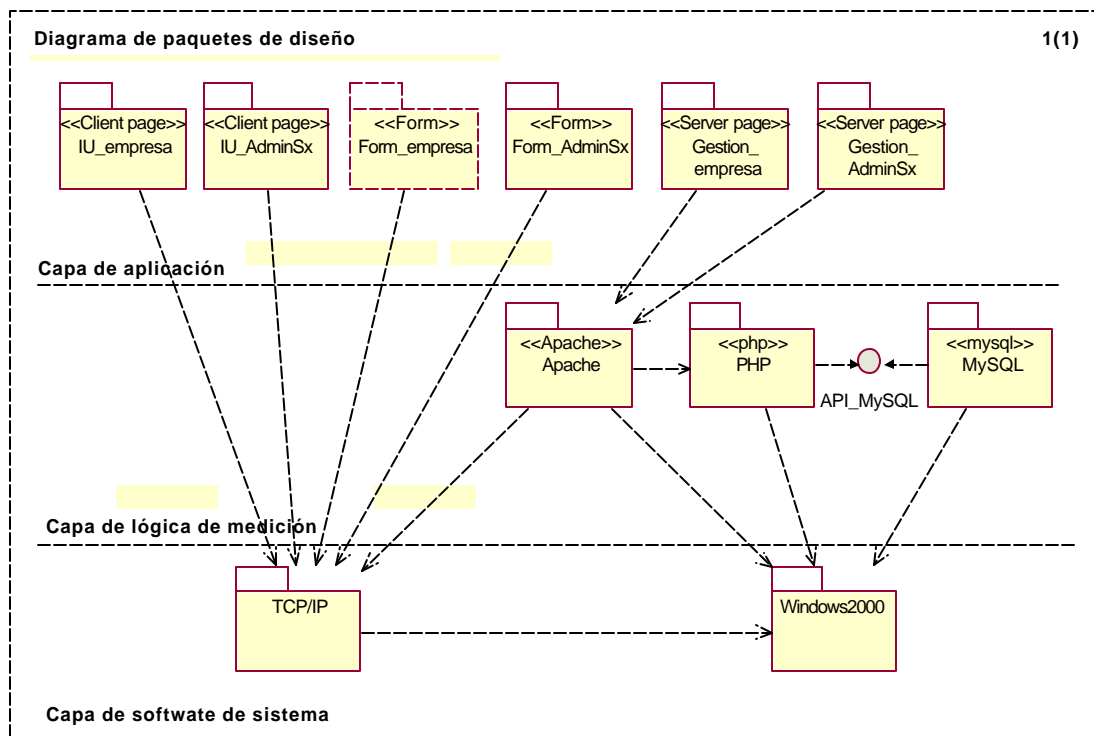 Diagrama de paquetes de diseño
1(1)
<<Client page>>
IU_empresa
<<Client page>>
IU_AdminSx
<<Form>>
Form_empresa
<<Form>>
Form_AdminSx
<<Server page>>
Gestion_
empresa
<<Server page>>
Gestion_
AdminSx
Capa de aplicación
<<Apache>>
Apache
<<php>>
PHP
API_MySQL
<<mysql>>
MySQL
Capa de lógica de medición
TCP/IP
Windows2000
Capa de softwate de sistema